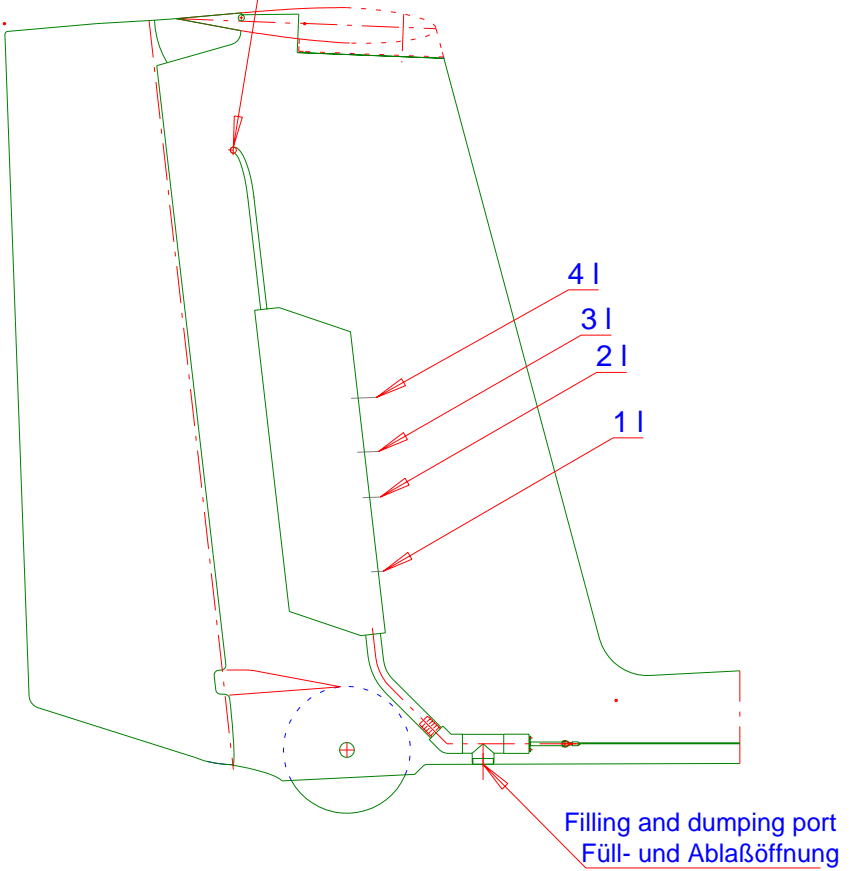 4 l
3 l
2 l
1 l
Filling and dumping port
Füll- und Ablaßöffnung